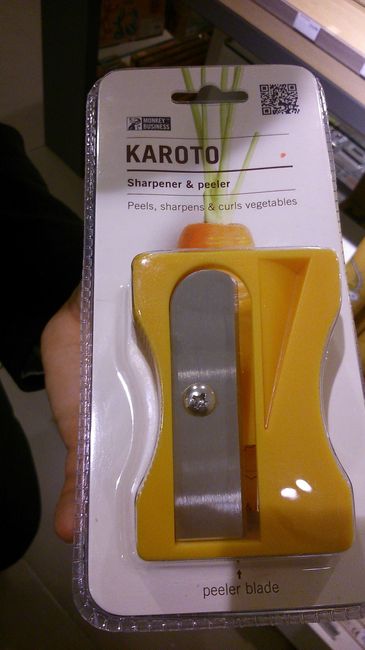 MONKEY
BUSINESS
KAROTO
Sharpener & peeler
Peels, sharpens & curls vegetables
peeler blade